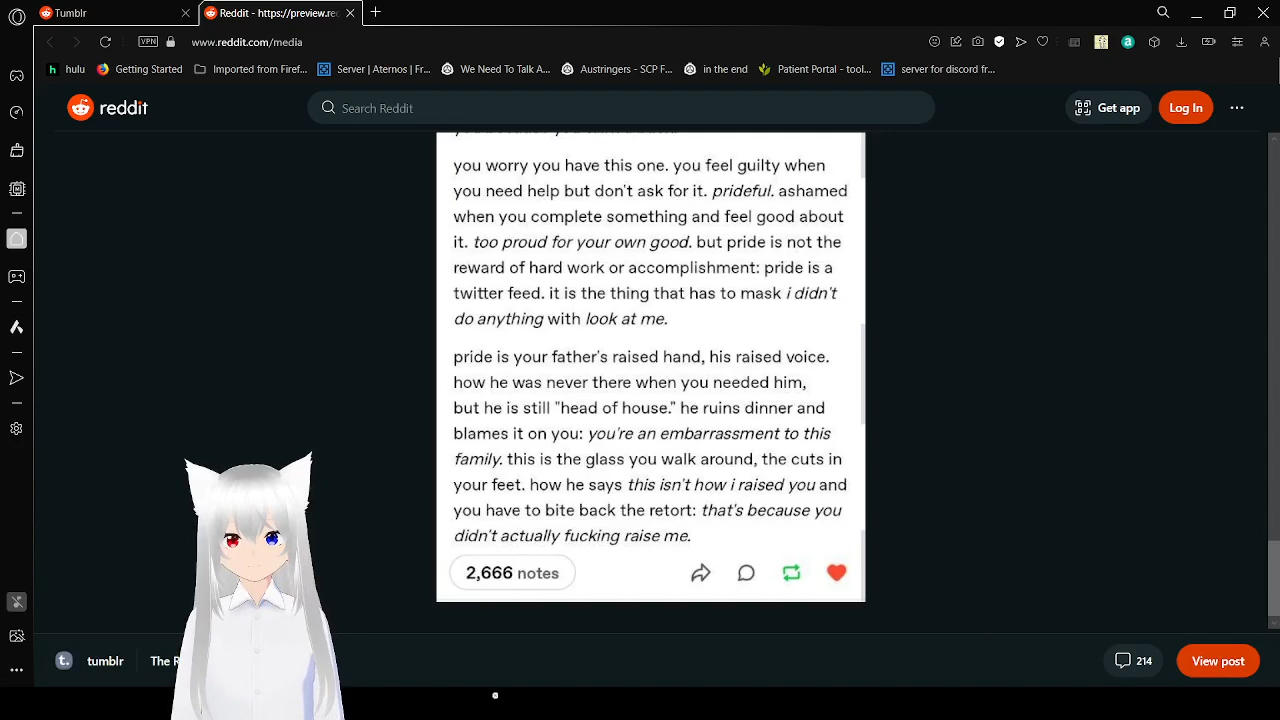 Tumblr
Reddit - https://preview.rec
VPN
www.reddit.com/media
hulu
Getting Started
Imported from Firef...
Server | Aternos | Fr...
We Need To Talk A...
Austringers - SCP F...
in the end
Patient Portal - tool...
server for discord fr...
reddit
Search Reddit
Get app
Log In
you worry you have this one. you feel guilty when
you need help but don't ask for it. prideful. ashamed
when you complete something and feel good about
it. too proud for your own good. but pride is not the
reward of hard work or accomplishment: pride is a
twitter feed. it is the thing that has to mask i didn't
do anything with look at me.
pride is your father's raised hand, his raised voice.
how he was never there when you needed him,
but he is still "head of house." he ruins dinner and
blames it on you: you're an embarrassment to this
family. this is the glass you walk around, the cuts in
your feet. how he says this isn't how i raised you and
you have to bite back the retort: that's because you
didn't actually fucking raise me.
2,666 notes
t.
tumblr
The R
214
View post